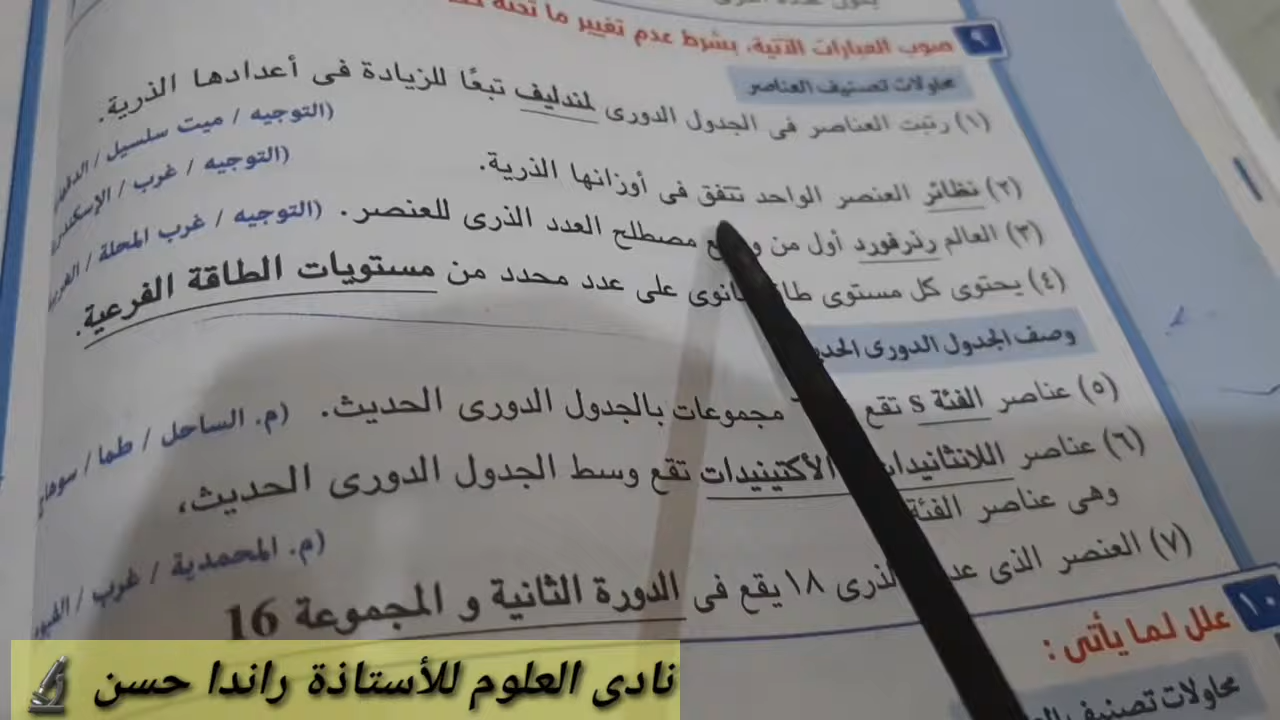 ٩ صوب العبارات الآتية، بشرط عدم تغيير ما تحته
محاولات تصنيف العناصر
(١) رتبت العناصر فى الجدول الدورى لمندليف تبعًا للزيادة فى أعدادها الذرية.
(التوجيه / ميت سلسيل /
(٢) نظائر العنصر الواحد تتفق فى أوزانها الذرية.
(التوجيه / غرب /
(٣) العالم رذرفورد أول من مصطلح العدد الذرى للعنصر.
(التوجيه / غرب المحلة /
(٤) يحتوى كل مستوى على عدد محدد من مستويات الطاقة الفرعية.
وصف الجدول الدورى
(٥) عناصر الفئة s تقع مجموعات بالجدول الدورى الحديث.
(م. الساحل / طما /
(٦) عناصر اللانثانيدات الأكتينيدات تقع وسط الجدول الدورى الحديث،
وهى عناصر الفئة
(م. المحمدية / غرب /
(٧) العنصر الذى ١٨ يقع فى الدورة الثانية و المجموعة 16
١٠ علل لما يأتى :
محاولات تصنيف
نادى العلوم للأستاذة راندا حسن